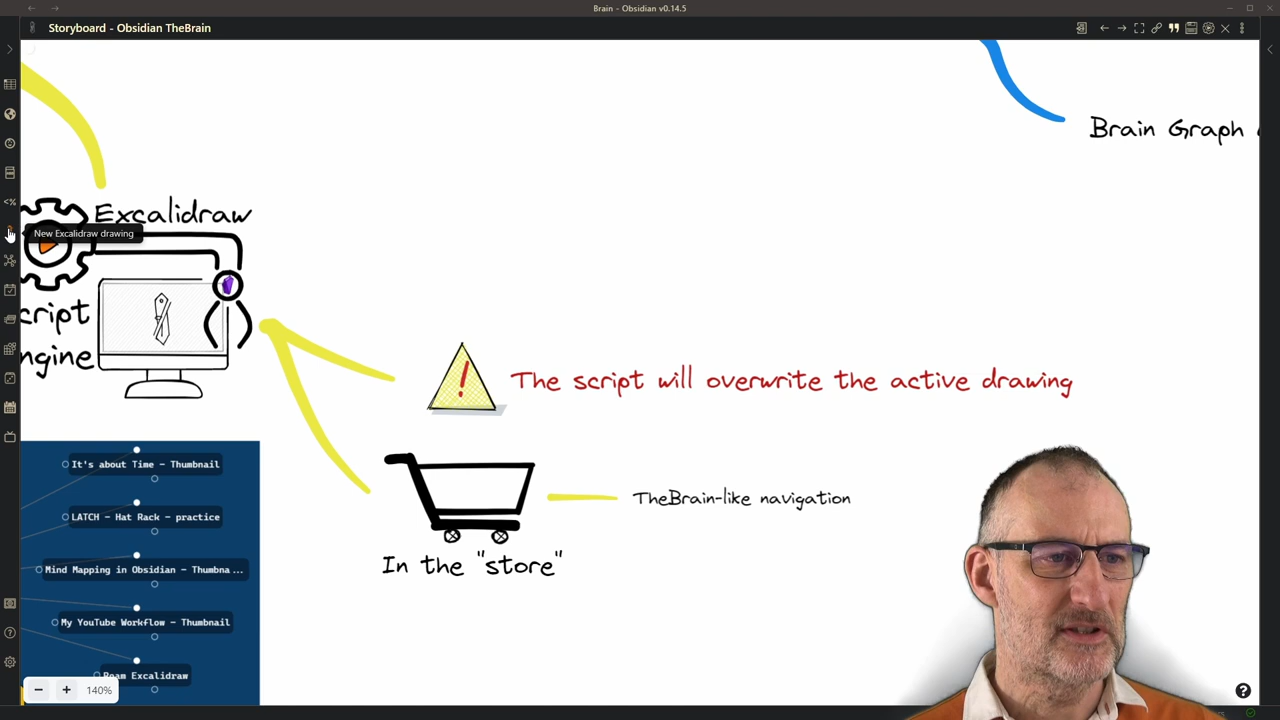 Brain - Obsidian v0.14.5
Storyboard - Obsidian TheBrain
Brain Graph
Excalidraw
New Excalidraw drawing
cript
ngine
The script will overwrite the active drawing
It's about Time - Thumbnail
LATCH - Hat Rack - practice
Mind Mapping in Obsidian - Thumbna...
My YouTube Workflow - Thumbnail
Roam Excalidraw
TheBrain-like navigation
In the "store"
140%